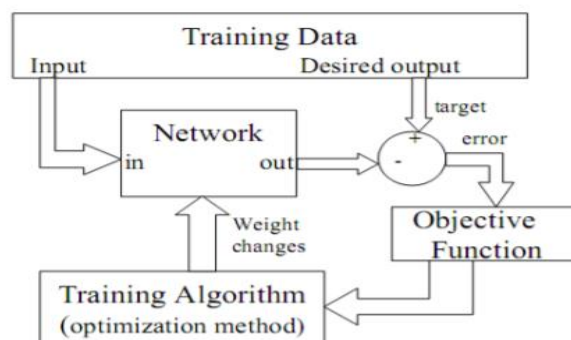 Training Data
Input
Desired output
target
Network
in
out
+
-
error
Weight
changes
Objective
Function
Training Algorithm
(optimization method)